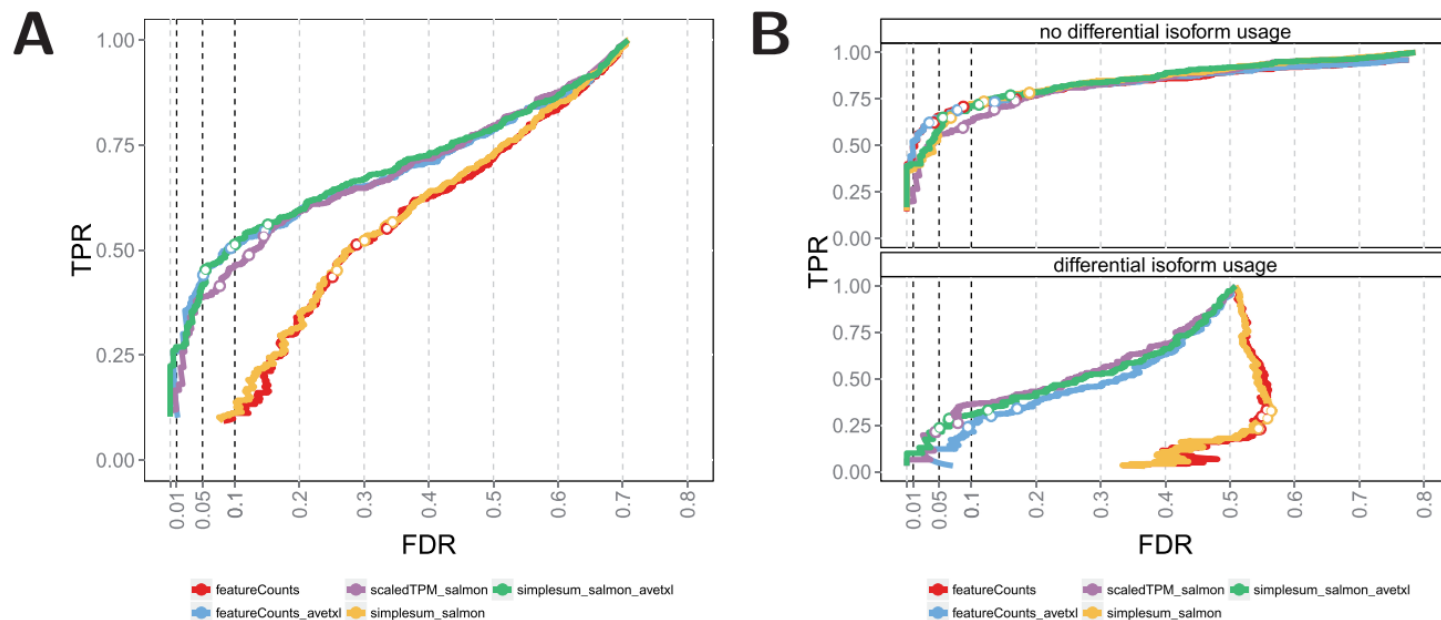 A
1.00
0.75
0.50
0.25
0.00
TPR
0.01
0.05
0.1
0.2
0.3
0.4
0.5
0.6
0.7
0.8
FDR
featureCounts
scaledTPM_salmon
simplesum_salmon_avetxl
featureCounts_avetxl
simplesum_salmon
B
no differential isoform usage
1.00
0.75
0.50
0.25
0.00
TPR
differential isoform usage
1.00
0.75
0.50
0.25
0.00
0.01
0.05
0.1
0.2
0.3
0.4
0.5
0.6
0.7
0.8
FDR
featureCounts
scaledTPM_salmon
simplesum_salmon_avetxl
featureCounts_avetxl
simplesum_salmon